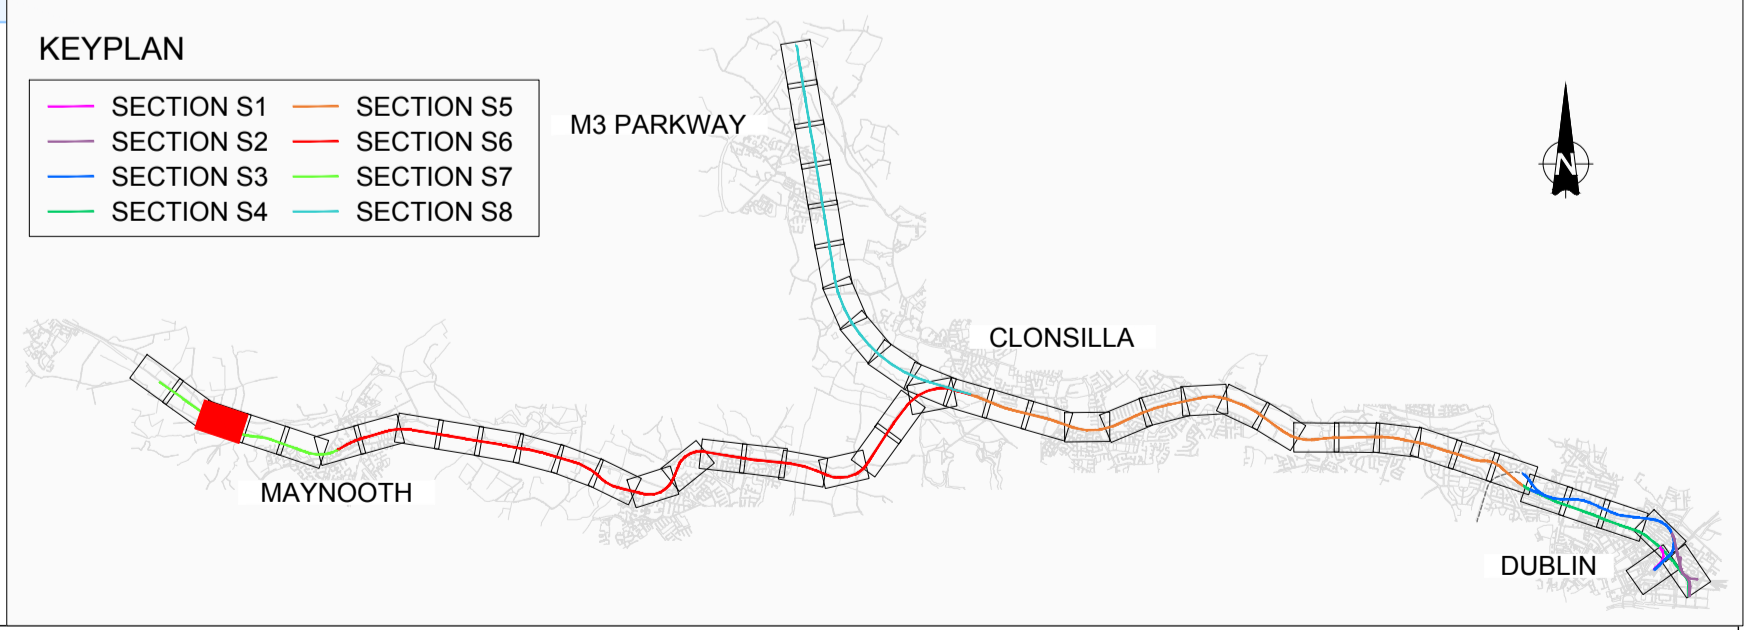 KEYPLAN
SECTION S1 SECTION S5
SECTION S2 SECTION S6
SECTION S3 SECTION S7
SECTION S4 SECTION S8
M3 PARKWAY
N
CLONSILLA
MAYNOOTH
DUBLIN